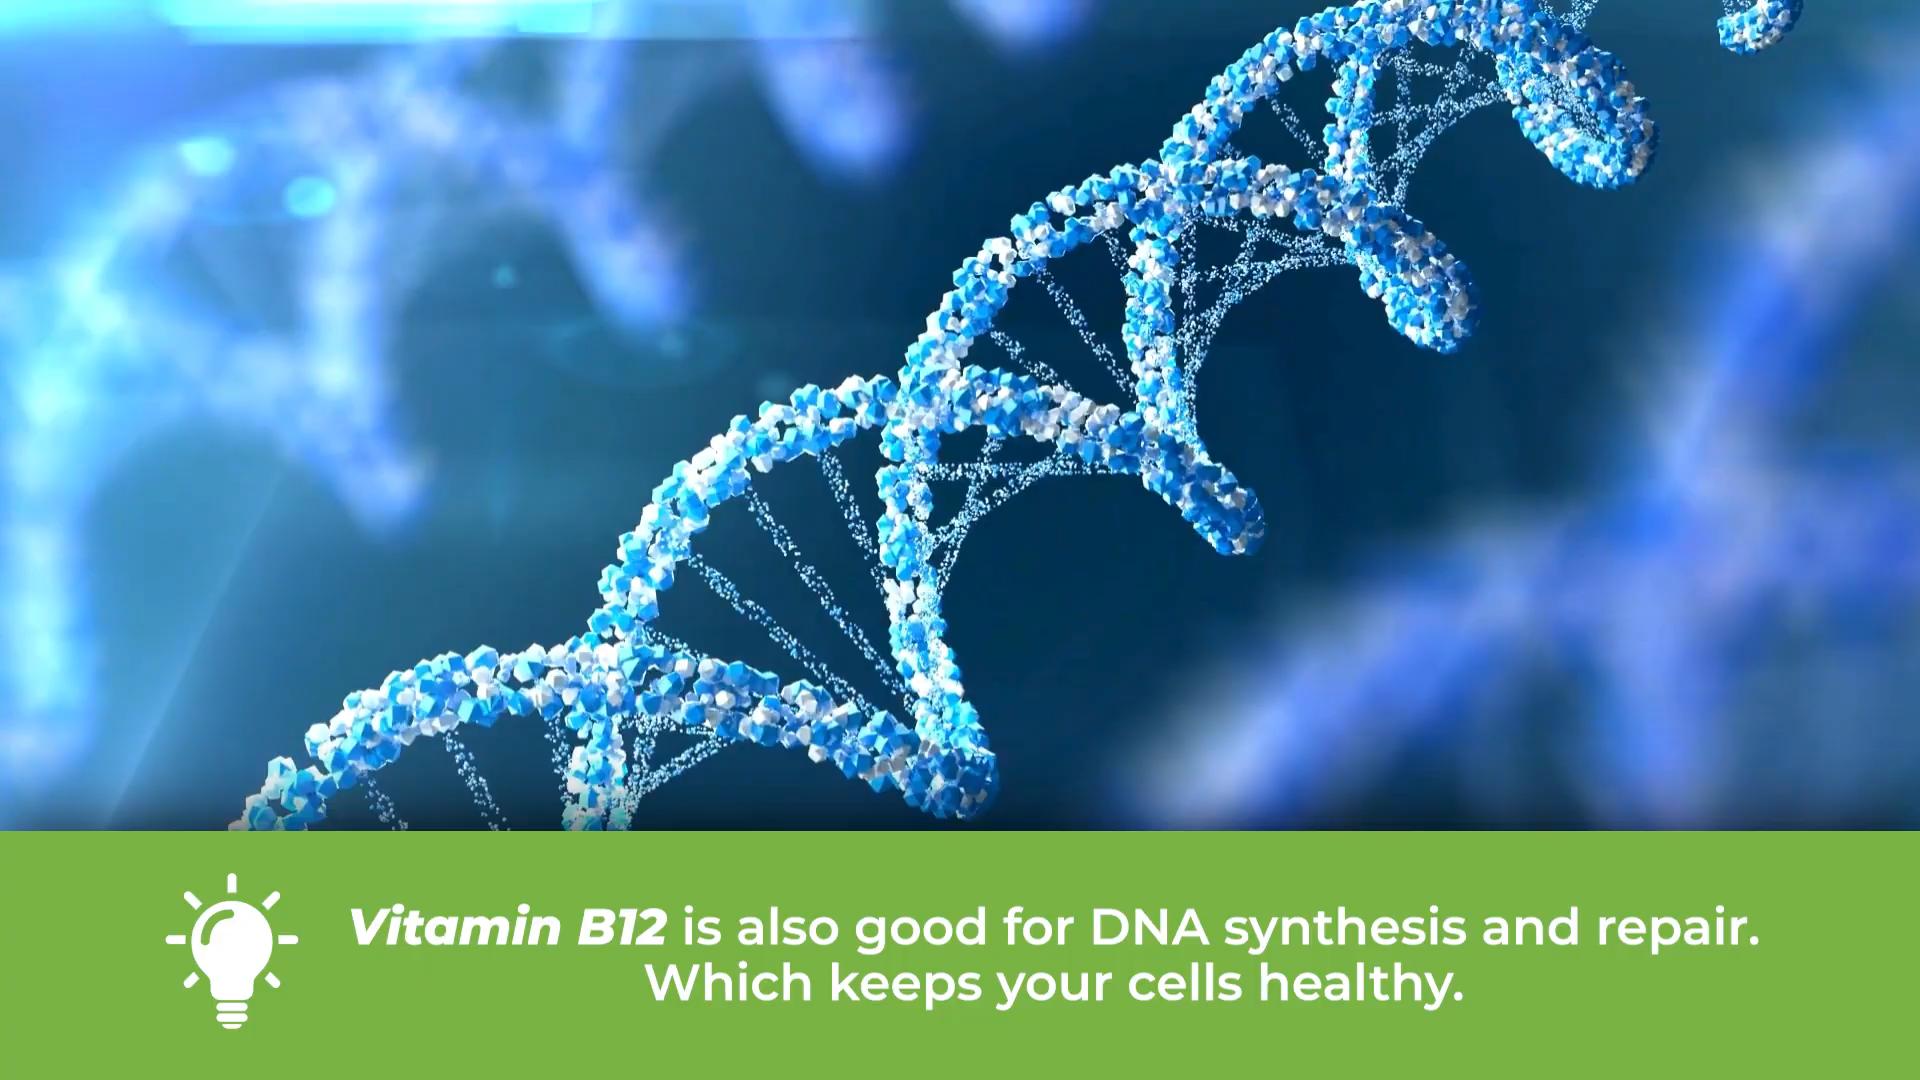 Vitamin B12 is also good for DNA synthesis and repair.
Which keeps your cells healthy.